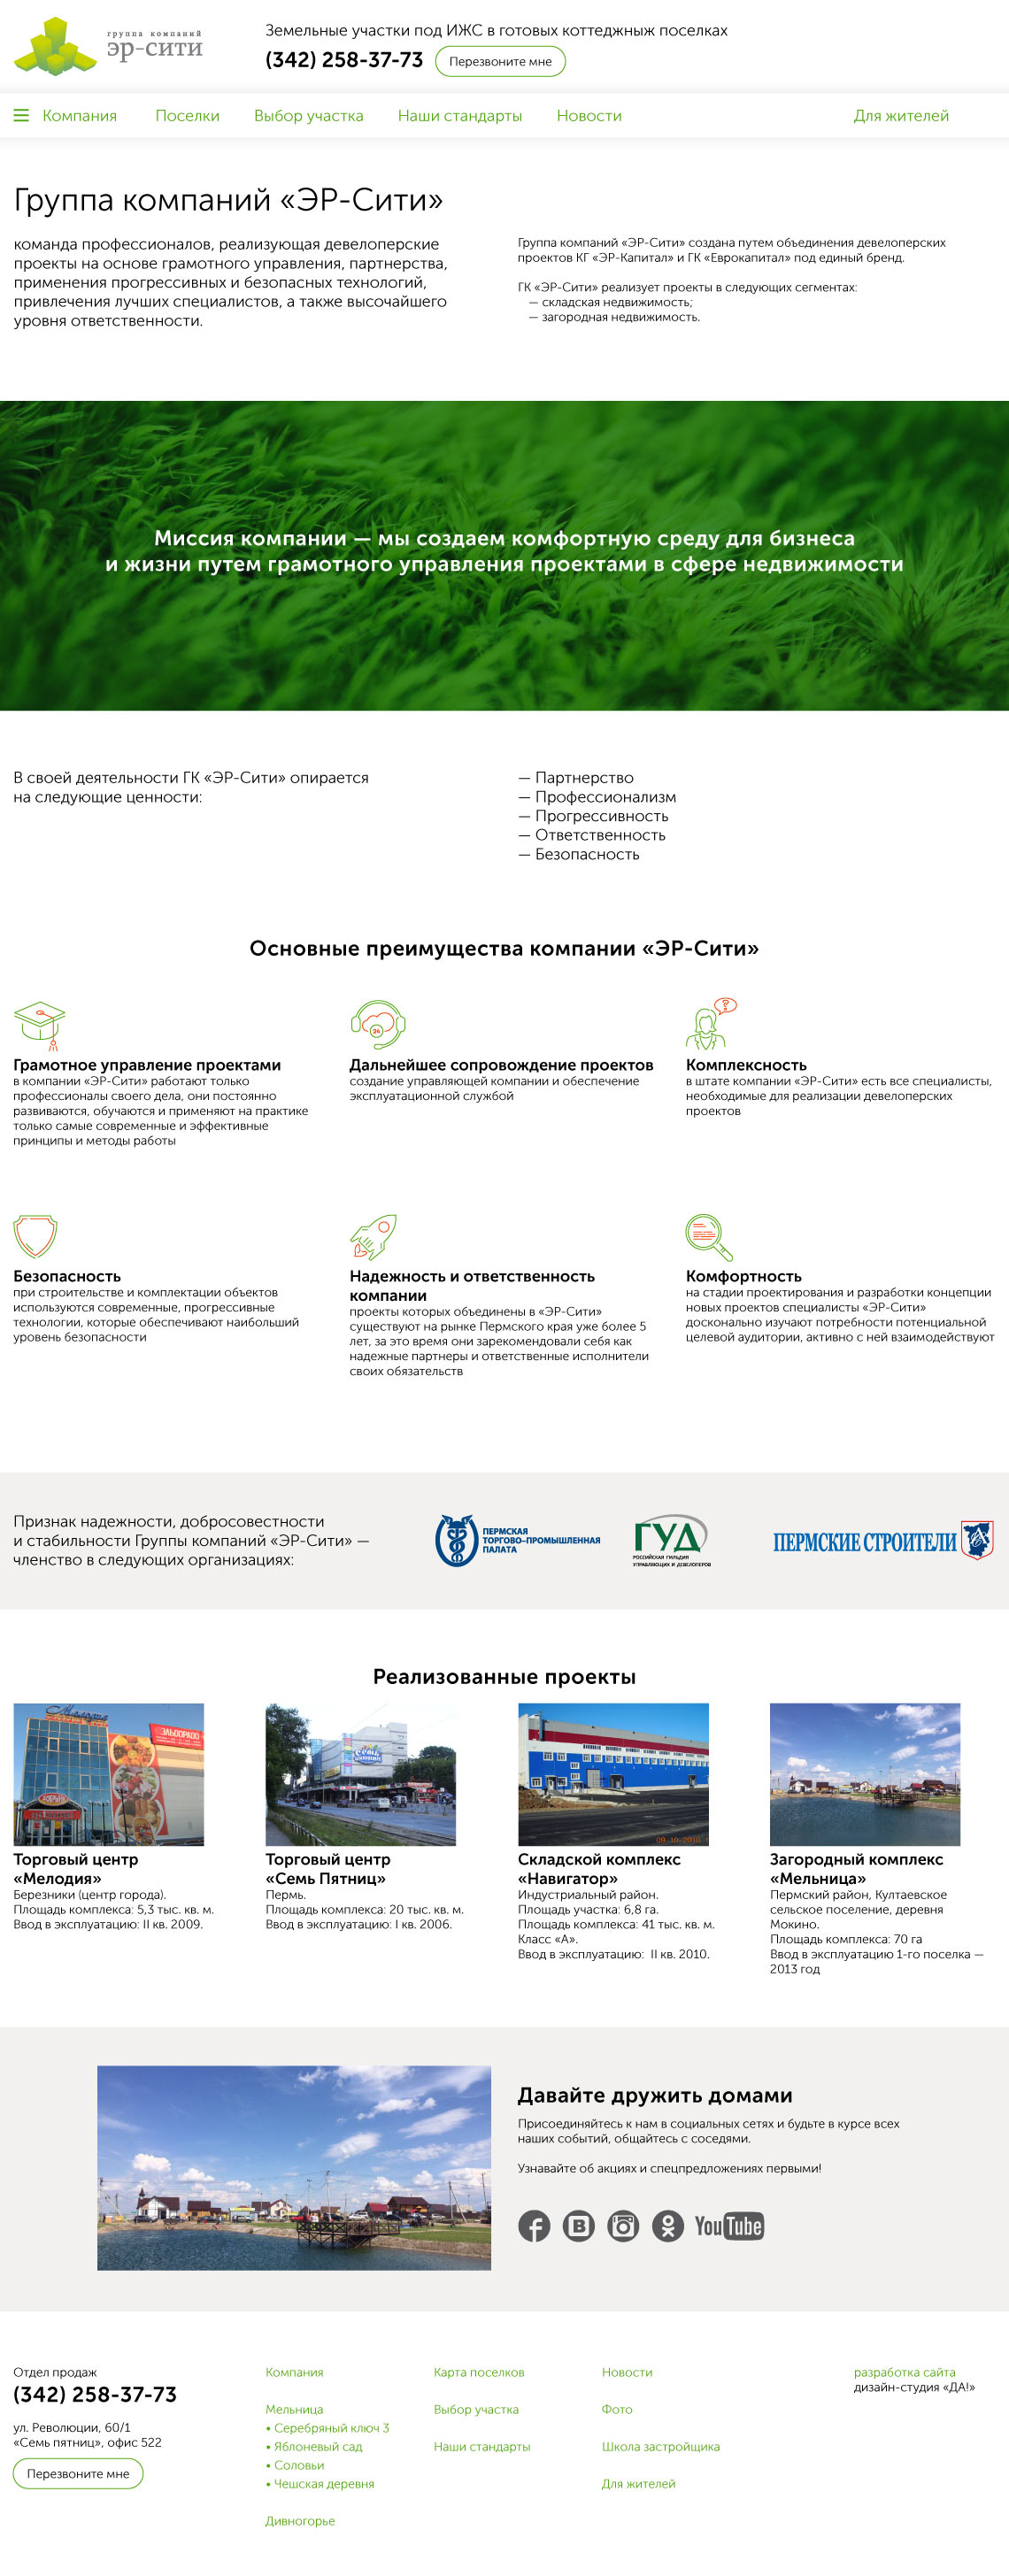 группа компаний
эр-сити
Земельные участки под ИЖС в готовых коттеджныж поселках
(342) 258-37-73
Перезвоните мне
Компания
Поселки
Выбор участка
Наши стандарты
Новости
Для жителей
Группа компаний «ЭР-Сити»
команда профессионалов, реализующая девелоперские
проекты на основе грамотного управления, партнерства,
применения прогрессивных и безопасных технологий,
привлечения лучших специалистов, а также высочайшего
уровня ответственности.
Группа компаний «ЭР-Сити» создана путем объединения девелоперских
проектов КГ «ЭР-Капитал» и ГК «Еврокапитал» под единый бренд.
ГК «ЭР-Сити» реализует проекты в следующих сегментах:
— складская недвижимость;
— загородная недвижимость.
Миссия компании — мы создаем комфортную среду для бизнеса
и жизни путем грамотного управления проектами в сфере недвижимости
В своей деятельности ГК «ЭР-Сити» опирается
на следующие ценности:
— Партнерство
— Профессионализм
— Прогрессивность
— Ответственность
— Безопасность
Основные преимущества компании «ЭР-Сити»
Грамотное управление проектами
в компании «ЭР-Сити» работают только
профессионалы своего дела, они постоянно
развиваются, обучаются и применяют на практике
только самые современные и эффективные
принципы и методы работы
24
Дальнейшее сопровождение проектов
создание управляющей компании и обеспечение
эксплуатационной службой
Комплексность
в штате компании «ЭР-Сити» есть все специалисты,
необходимые для реализации девелоперских
проектов
Безопасность
при строительстве и комплектации объектов
используются современные, прогрессивные
технологии, которые обеспечивают наибольший
уровень безопасности
Надежность и ответственность
компании
проекты которых объединены в «ЭР-Сити»
существуют на рынке Пермского края уже более 5
лет, за это время они зарекомендовали себя как
надежные партнеры и ответственные исполнители
своих обязательств
Комфортность
на стадии проектирования и разработки концепции
новых проектов специалисты «ЭР-Сити»
досконально изучают потребности потенциальной
целевой аудитории, активно с ней взаимодействуют
Признак надежности, добросовестности
и стабильности Группы компаний «ЭР-Сити» —
членство в следующих организациях:
ПЕРМСКАЯ
ТОРГОВО-ПРОМЫШЛЕННАЯ
ПАЛАТА
ГУД
РОССИЙСКАЯ ГИЛЬДИЯ
УПРАВЛЯЮЩИХ И ДЕВЕЛОПЕРОВ
ПЕРМСКИЕ СТРОИТЕЛИ
Реализованные проекты
Мелодия
ЭЛЬДОРАДО
Семь
09.10.2010
Торговый центр
«Мелодия»
Березники (центр города).
Площадь комплекса: 5,3 тыс. кв. м.
Ввод в эксплуатацию: II кв. 2009.
Торговый центр
«Семь Пятниц»
Пермь.
Площадь комплекса: 20 тыс. кв. м.
Ввод в эксплуатацию: I кв. 2006.
Складской комплекс
«Навигатор»
Индустриальный район.
Площадь участка: 6,8 га.
Площадь комплекса: 41 тыс. кв. м.
Класс «А».
Ввод в эксплуатацию: II кв. 2010.
Загородный комплекс
«Мельница»
Пермский район, Култаевское
сельское поселение, деревня
Мокино.
Площадь комплекса: 70 га
Ввод в эксплуатацию 1-го поселка —
2013 год
Давайте дружить домами
Присоединяйтесь к нам в социальных сетях и будьте в курсе всех
наших событий, общайтесь с соседями.
Узнавайте об акциях и спецпредложениях первыми!
YouTube
Отдел продаж
(342) 258-37-73
ул. Революции, 60/1
«Семь пятниц», офис 522
Перезвоните мне
Компания
Мельница
• Серебряный ключ 3
• Яблоневый сад
• Соловьи
• Чешская деревня
Дивногорье
Карта поселков
Выбор участка
Наши стандарты
Новости
Фото
Школа застройщика
Для жителей
разработка сайта
дизайн-студия «ДА!»